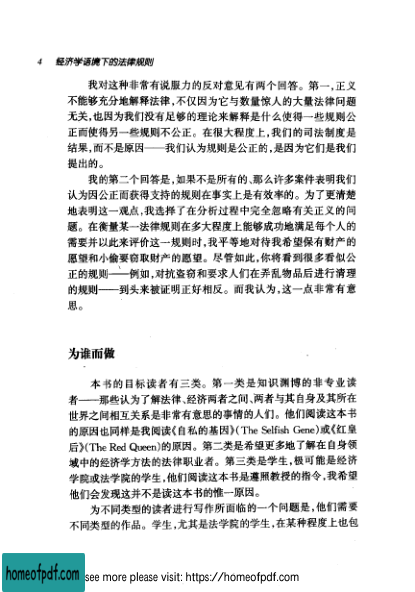 4 经济学语境下的法律规则
我对这种非常有说服力的反对意见有两个回答。第一,正义
不能够充分地解释法律,不仅因为它与数量惊人的大量法律问题
无关,也因为我们没有足够的理论来解释是什么使得一些规则公
正而使得另一些规则不公正。在很大程度上,我们的司法制度是
结果,而不是原因——我们认为规则是公正的,是因为它们是我们
提出的。
我的第二个回答是,如果不是所有的、那么许多案件表明我们
认为因公正而获得支持的规则在事实上是有效率的。为了更清楚
地表明这一观点,我选择了在分析过程中完全忽略有关正义的问
题。在衡量某一法律规则在多大程度上能够成功地满足每个人的
需要并以此来评价这一规则时,我平等地对待我希望保有财产的
愿望和小偷要窃取财产的愿望。尽管如此,你将看到很多看似公
正的规则——例如,对抗盗窃和要求人们在弄乱物品后进行清理
的规则——到头来被证明正好相反。而我认为,这一点非常有意
思。
为谁而做
本书的目标读者有三类。第一类是知识渊博的非专业读
者——那些认为了解法律、经济两者之间、两者与其自身及其所在
世界之间相互关系是非常有意思的事情的人们。他们阅读这本书
的原因也同样是我阅读《自私的基因》(The Selfish Gene)或《红皇
后》(The Red Queen)的原因。第二类是希望更多地了解在自身领
域中的经济学方法的法律职业者。第三类是学生,极可能是经济
学院或法学院的学生,他们阅读这本书是遵照教授的指令,我希望
他们会发现这并不是读这本书的惟一原因。
为不同类型的读者进行写作所面临的一个问题是,他们需要
不同类型的作品。学生,尤其是法学院的学生,在某种程度上也包
homeofpdf.com
see more please visit: https://homeofpdf.com